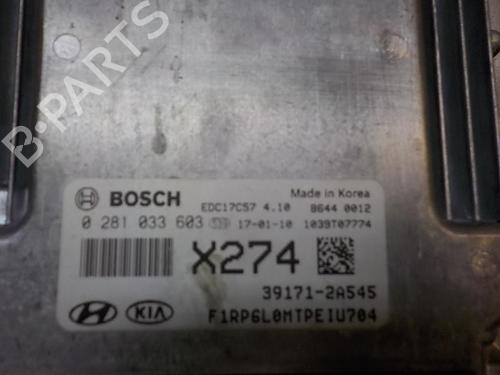 B-PARTS
BOSCH
EDC17C57 4.10
Made in Korea
8644 0012
0 281 033 603
17-01-10 1039T07774
X274
39171-2A545
KIA
F1RP6L0MTPEIU704